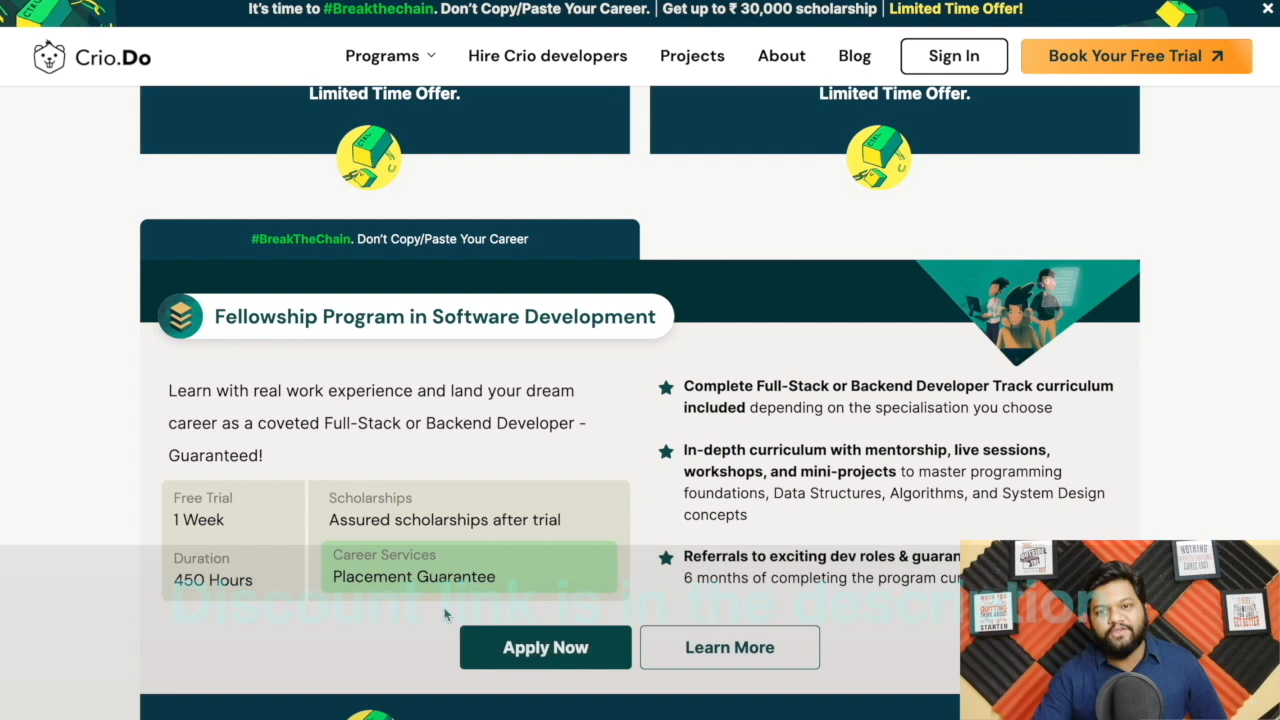 It's time to #Breakthechain. Don't Copy/Paste Your Career. | Get up to ₹ 30,000 scholarship | Limited Time Offer!
Crio.Do
Programs
Hire Crio developers
Projects
About
Blog
Sign In
Book Your Free Trial
Limited Time Offer.
Limited Time Offer.
#BreakTheChain. Don't Copy/Paste Your Career
Fellowship Program in Software Development
Learn with real work experience and land your dream
career as a coveted Full-Stack or Backend Developer -
Guaranteed!
Free Trial
1 Week
Scholarships
Assured scholarships after trial
Duration
450 Hours
Career Services
Placement Guarantee
Complete Full-Stack or Backend Developer Track curriculum
included depending on the specialisation you choose
In-depth curriculum with mentorship, live sessions,
workshops, and mini-projects to master programming
foundations, Data Structures, Algorithms, and System Design
concepts
Referrals to exciting dev roles & guaran
6 months of completing the program cu
Discount link is in the description
Apply Now
Learn More